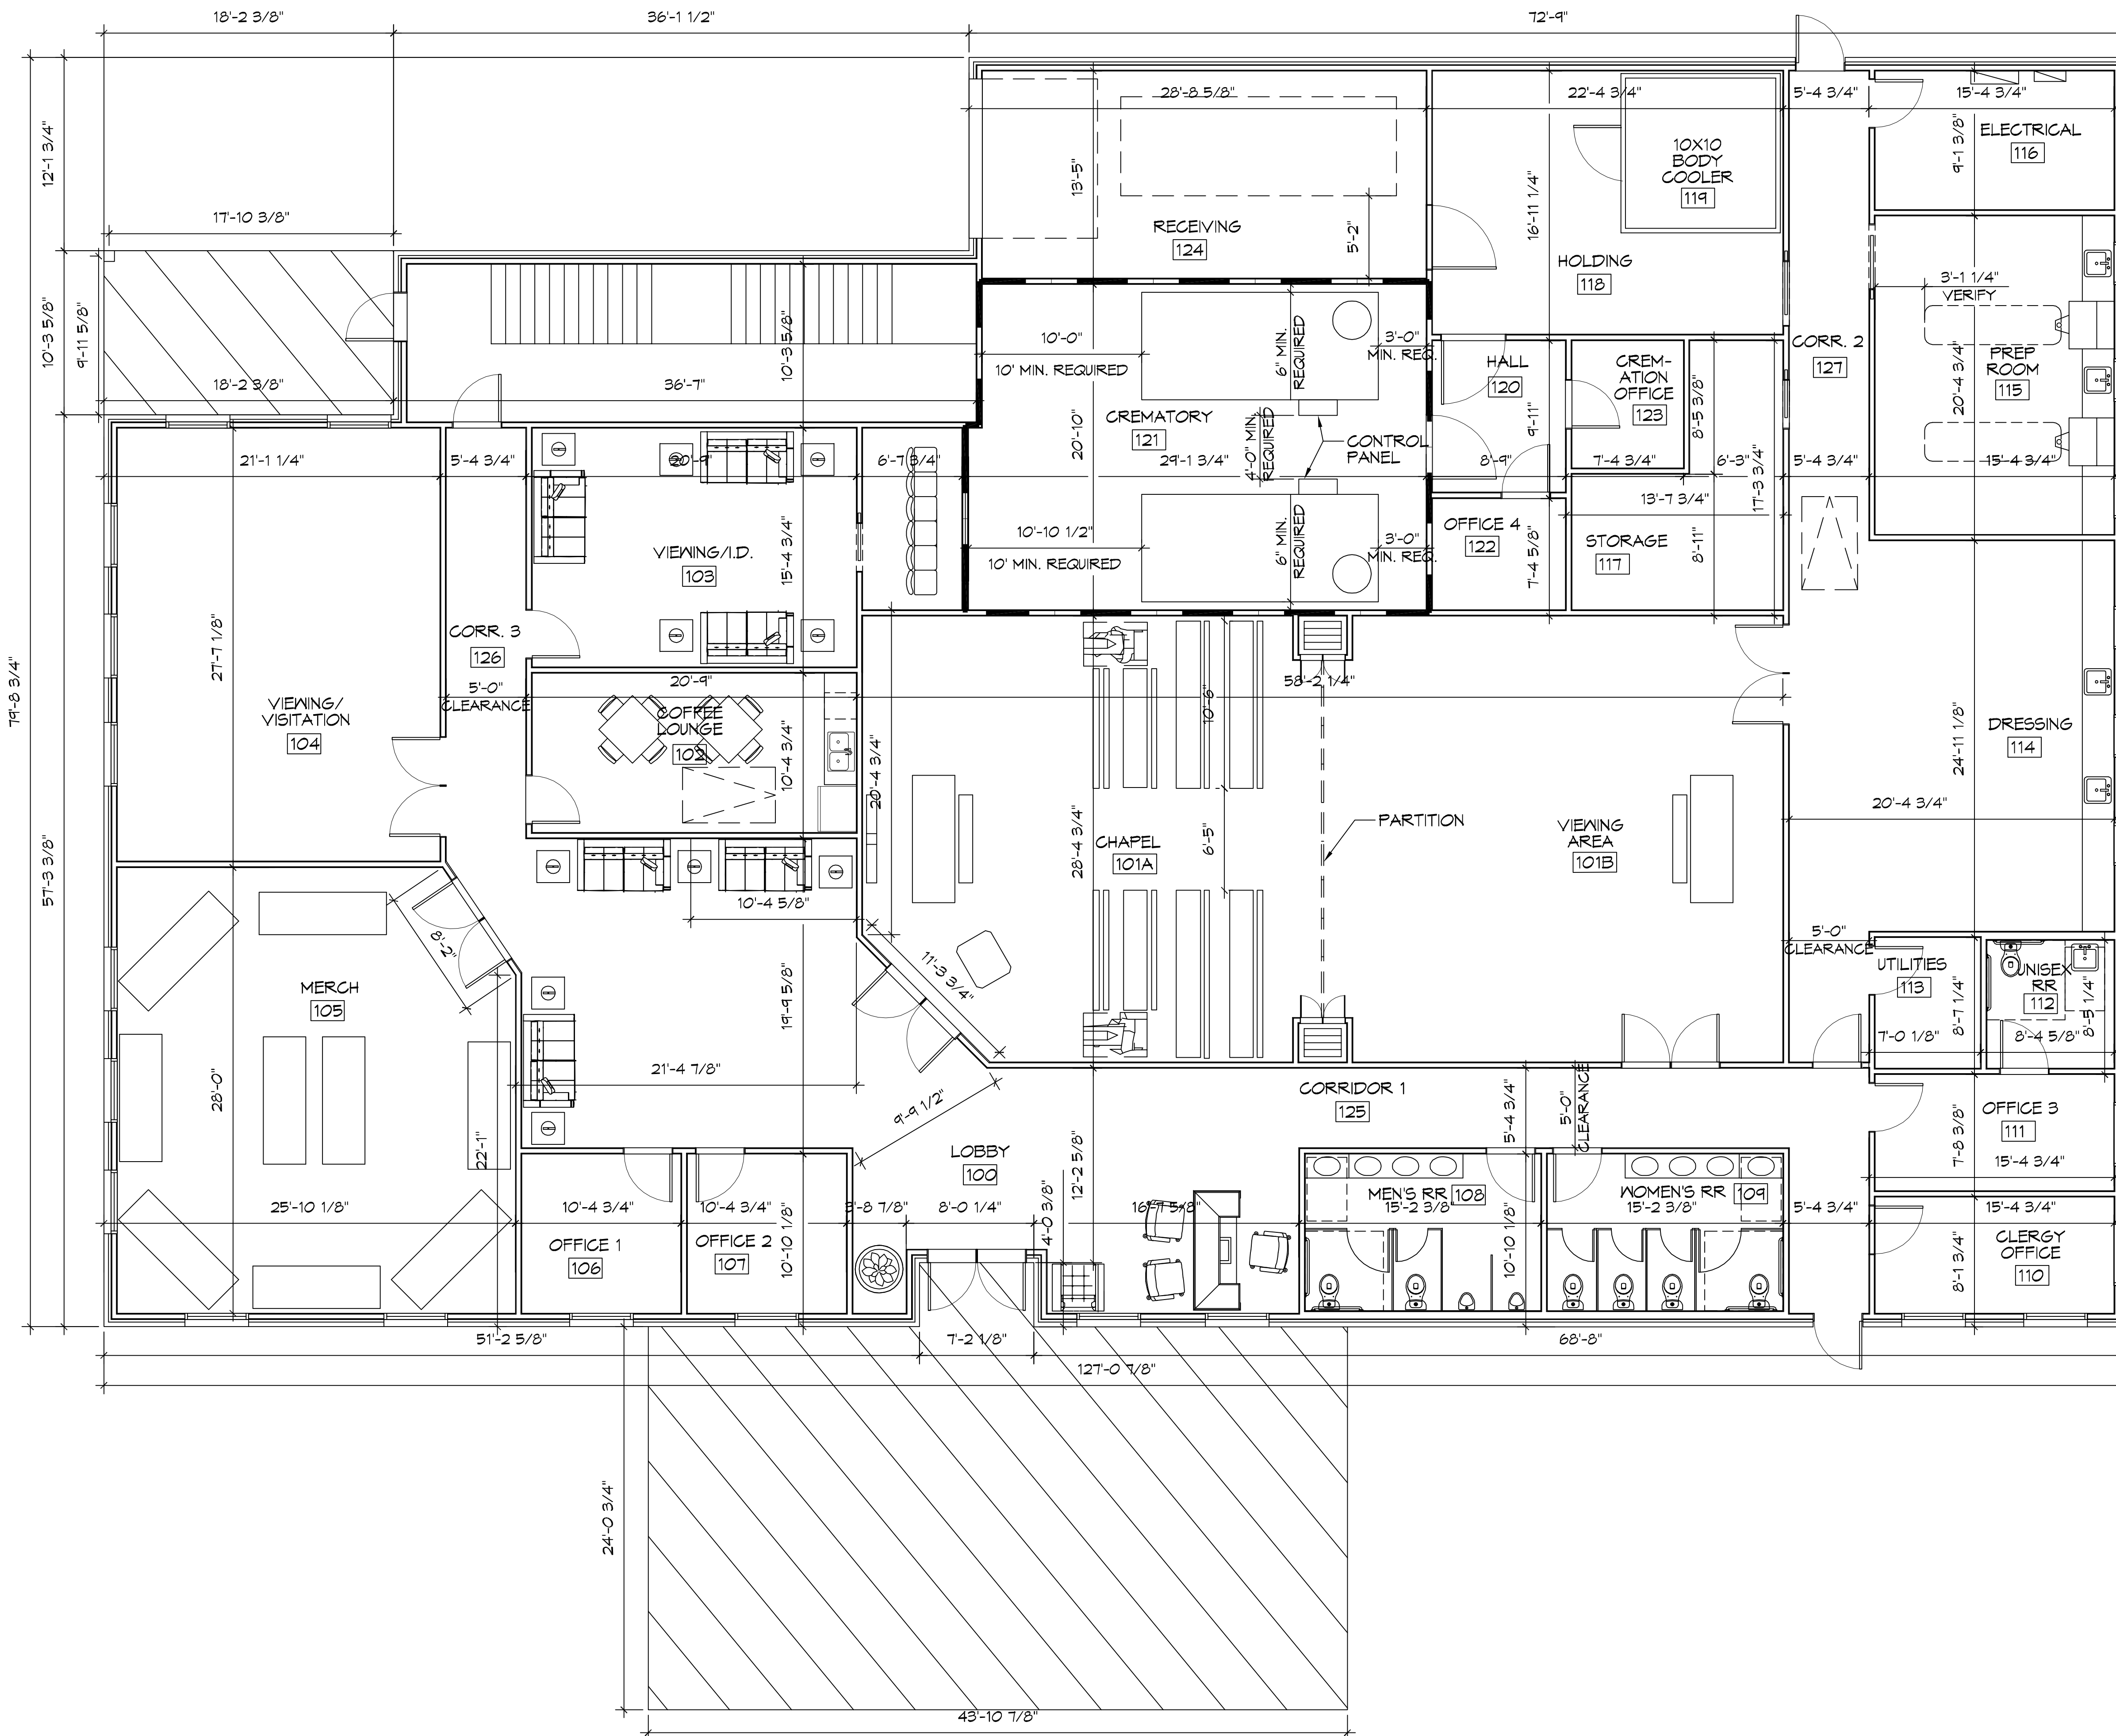 18'-2 3/8"
36'-1 1/2"
72'-9"
28'-8 5/8"
22'-4 3/4"
5'-4 3/4"
15'-4 3/4"
12'-1 3/4"
13'-5"
9'-1 3/8"
ELECTRICAL
116
10X10
BODY
COOLER
119
17'-10 3/8"
RECEIVING
124
5'-2"
16'-11 1/4"
HOLDING
118
3'-1 1/4"
VERIFY
10'-3 5/8"
9'-11 5/8"
18'-2 3/8"
36'-7"
10'-3 5/8"
10'-0"
10' MIN. REQUIRED
6" MIN.
REQUIRED
3'-0"
MIN. REQ.
HALL
120
CREM-
ATION
OFFICE
123
CORR. 2
127
PREP
ROOM
115
20'-4 3/4"
CREMATORY
121
20'-10"
4'-0" MIN.
REQUIRED
CONTROL
PANEL
9'-11"
8'-5 3/8"
17'-3 3/4"
21'-1 1/4"
5'-4 3/4"
20'-9"
6'-7 3/4"
29'-1 3/4"
8'-9"
7'-4 3/4"
6'-3"
5'-4 3/4"
15'-4 3/4"
13'-7 3/4"
10'-10 1/2"
10' MIN. REQUIRED
6" MIN.
REQUIRED
3'-0"
MIN. REQ.
OFFICE 4
122
7'-4 5/8"
STORAGE
117
8'-11"
VIEWING/I.D.
103
15'-4 3/4"
79'-8 3/4"
57'-3 3/8"
27'-7 1/8"
CORR. 3
126
5'-0"
CLEARANCE
20'-9"
58'-2 1/4"
10'-6"
VIEWING/
VISITATION
104
COFFEE
LOUNGE
102
10'-4 3/4"
20'-4 3/4"
DRESSING
114
24'-11 1/8"
20'-4 3/4"
CHAPEL
101A
28'-4 3/4"
6'-5"
PARTITION
VIEWING
AREA
101B
10'-4 5/8"
8'-2"
11'-3 3/4"
5'-0"
CLEARANCE
MERCH
105
19'-9 5/8"
UTILITIES
113
UNISEX
RR
112
8'-7 1/4"
8'-5 1/4"
7'-0 1/8"
8'-4 5/8"
28'-0"
22'-1"
21'-4 7/8"
9'-9 1/2"
CORRIDOR 1
125
5'-4 3/4"
5'-0"
CLEARANCE
OFFICE 3
111
7'-8 3/8"
15'-4 3/4"
LOBBY
100
12'-2 5/8"
MEN'S RR 108
WOMEN'S RR 109
25'-10 1/8"
10'-4 3/4"
10'-4 3/4"
3'-8 7/8"
8'-0 1/4"
4'-0 3/8"
16'-7 5/8"
15'-2 3/8"
15'-2 3/8"
5'-4 3/4"
15'-4 3/4"
OFFICE 1
106
OFFICE 2
107
10'-10 1/8"
10'-10 1/8"
CLERGY
OFFICE
110
8'-1 3/4"
51'-2 5/8"
7'-2 1/8"
68'-8"
127'-0 7/8"
24'-0 3/4"
43'-10 7/8"